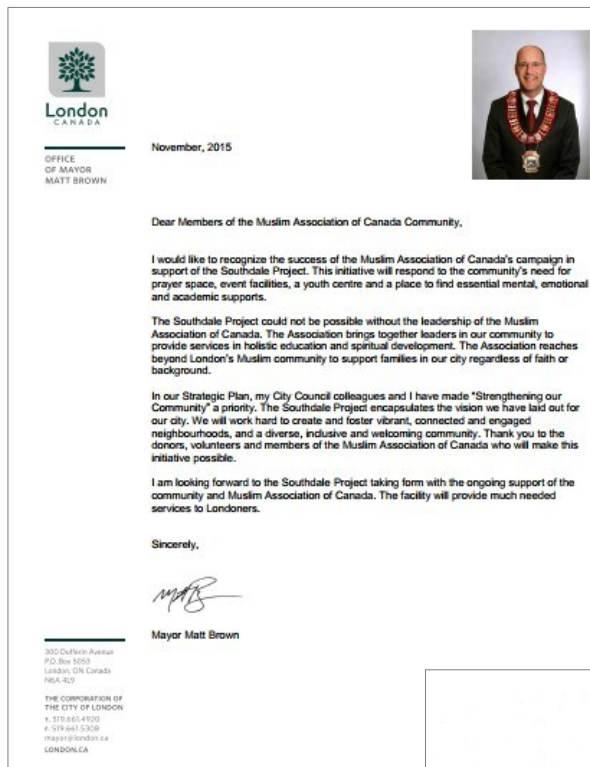 London
CANADA
OFFICE
OF MAYOR
MATT BROWN
November, 2015
Dear Members of the Muslim Association of Canada Community,
I would like to recognize the success of the Muslim Association of Canada's campaign in
support of the Southdale Project. This initiative will respond to the community's need for
prayer space, event facilities, a youth centre and a place to find essential mental, emotional
and academic supports.
The Southdale Project could not be possible without the leadership of the Muslim
Association of Canada. The Association brings together leaders in our community to
provide services in holistic education and spiritual development. The Association reaches
beyond London's Muslim community to support families in our city regardless of faith or
background.
In our Strategic Plan, my City Council colleagues and I have made "Strengthening our
Community" a priority. The Southdale Project encapsulates the vision we have laid out for
our city. We will work hard to create and foster vibrant, connected and engaged
neighbourhoods, and a diverse, inclusive and welcoming community. Thank you to the
donors, volunteers and members of the Muslim Association of Canada who will make this
initiative possible.
I am looking forward to the Southdale Project taking form with the ongoing support of the
community and Muslim Association of Canada. The facility will provide much needed
services to Londoners.
Sincerely,
Mayor Matt Brown
300 Dufferin Avenue
P.O. Box 5053
London, ON Canada
N6A 4L9
THE CORPORATION OF
THE CITY OF LONDON
t. 519.661.4920
f. 519.661.5308
mayor@london.ca
LONDON.CA